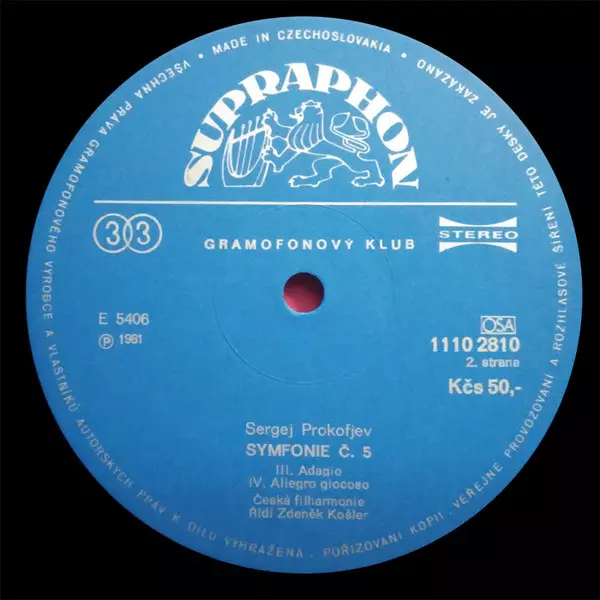 • MADE IN CZECHOSLOVAKIA •
VŠECHNA PRÁVA GRAMOFONOVÉHO VÝROBCE A VLASTNÍKŮ AUTORSKÝCH PRÁV K DÍLU VYHRAŽENA. POŘIZOVÁNÍ KOPIÍ, VEŘEJNÉ PROVOZOVÁNÍ A ROZHLASOVÉ ŠÍŘENÍ TÉTO DESKY JE ZAKÁZÁNO
SUPRAPHON
33
GRAMOFONOVÝ KLUB
STEREO
E 5406
Ⓟ 1981
OSA
1110 2810
2. strana
Kčs 50,-
Sergej Prokofjev
SYMFONIE Č. 5
III. Adagio
IV. Allegro giocoso
Česká filharmonie
Řídí Zdeněk Košler